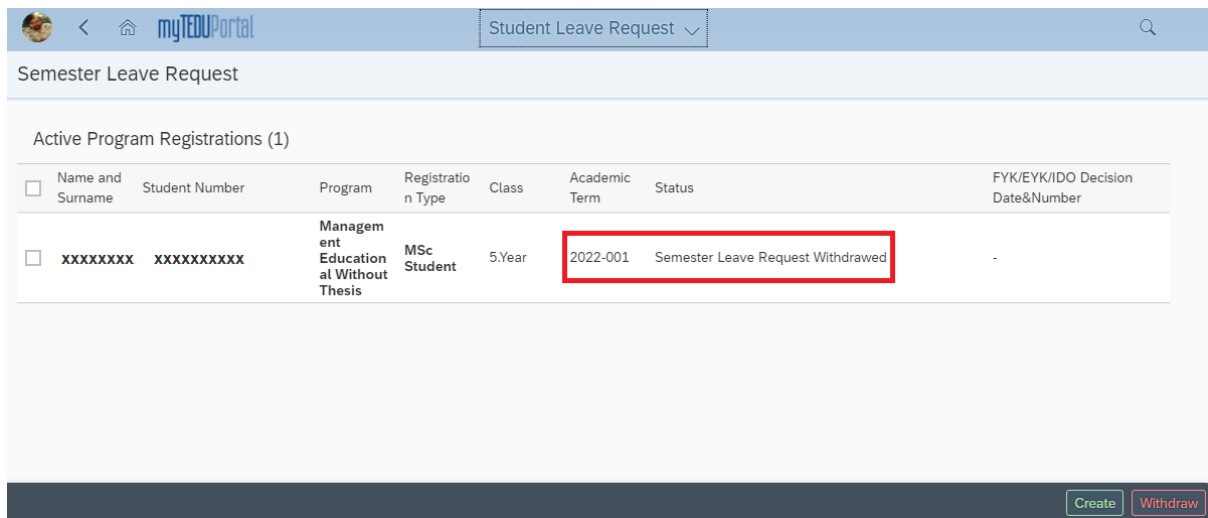 myTEDUPortal
Student Leave Request
Semester Leave Request
Active Program Registrations (1)
Name and
Surname
Student Number
Program
Registratio
n Type
Class
Academic
Term
Status
FYK/EYK/IDO Decision
Date&Number
xxxxxxxx
xxxxxxxxxx
Managem
ent
Education
al Without
Thesis
MSc
Student
5.Year
2022-001
Semester Leave Request Withdrawed
-
Create
Withdraw